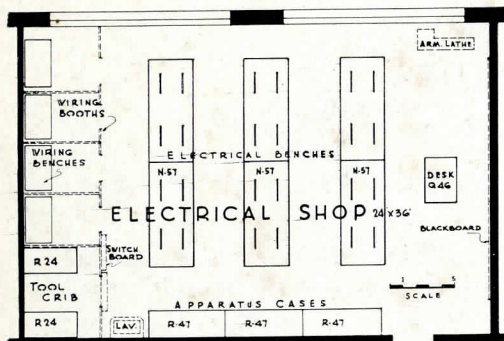 ARM. LATHE
WIRING
BOOTHS
ELECTRICAL BENCHES
WIRING
BENCHES
N-57
N-57
N-57
DESK
Q46
ELECTRICAL SHOP 24'x36'
BLACKBOARD
SWITCH
BOARD
R24
TOOL
CRIB
R24
1 5
SCALE
APPARATUS CASES
LAV.
R-47
R-47
R-47